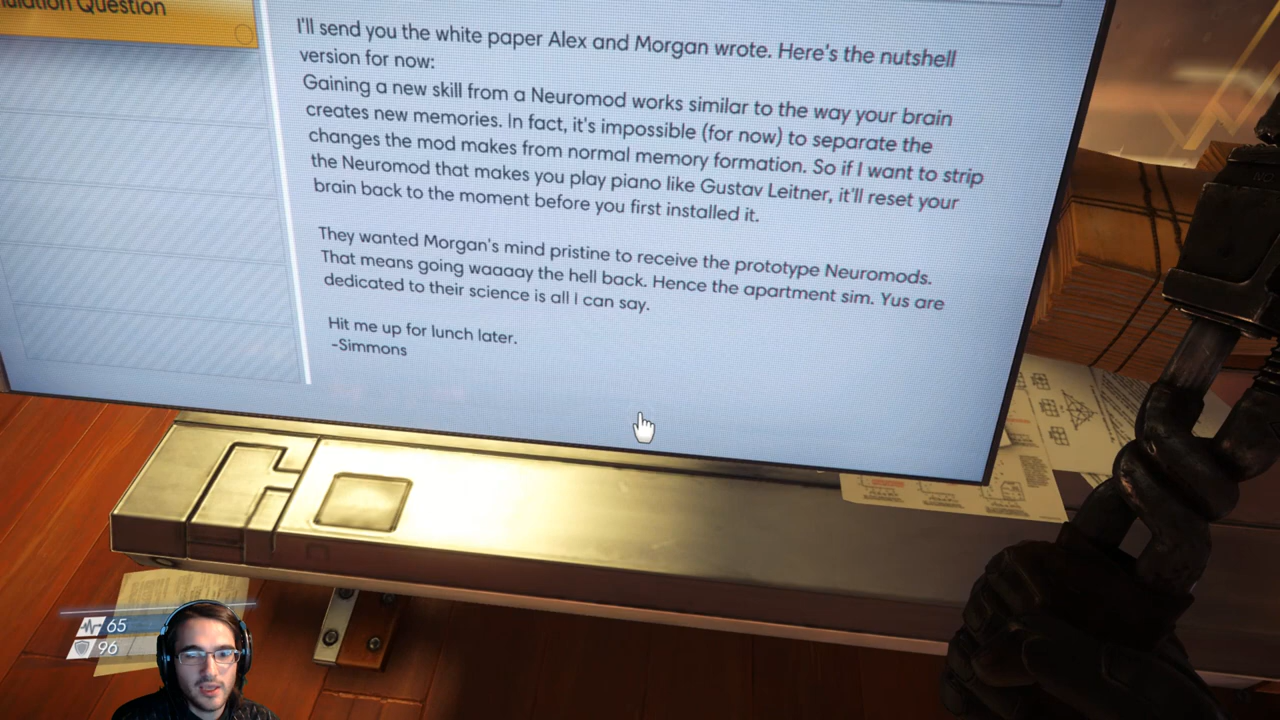 ulation Question
I'll send you the white paper Alex and Morgan wrote. Here's the nutshell
version for now:
Gaining a new skill from a Neuromod works similar to the way your brain
creates new memories. In fact, it's impossible (for now) to separate the
changes the mod makes from normal memory formation. So if I want to strip
the Neuromod that makes you play piano like Gustav Leitner, it'll reset your
brain back to the moment before you first installed it.
They wanted Morgan's mind pristine to receive the prototype Neuromods.
That means going waaaay the hell back. Hence the apartment sim. Yus are
dedicated to their science is all I can say.
Hit me up for lunch later.
-Simmons
65
96